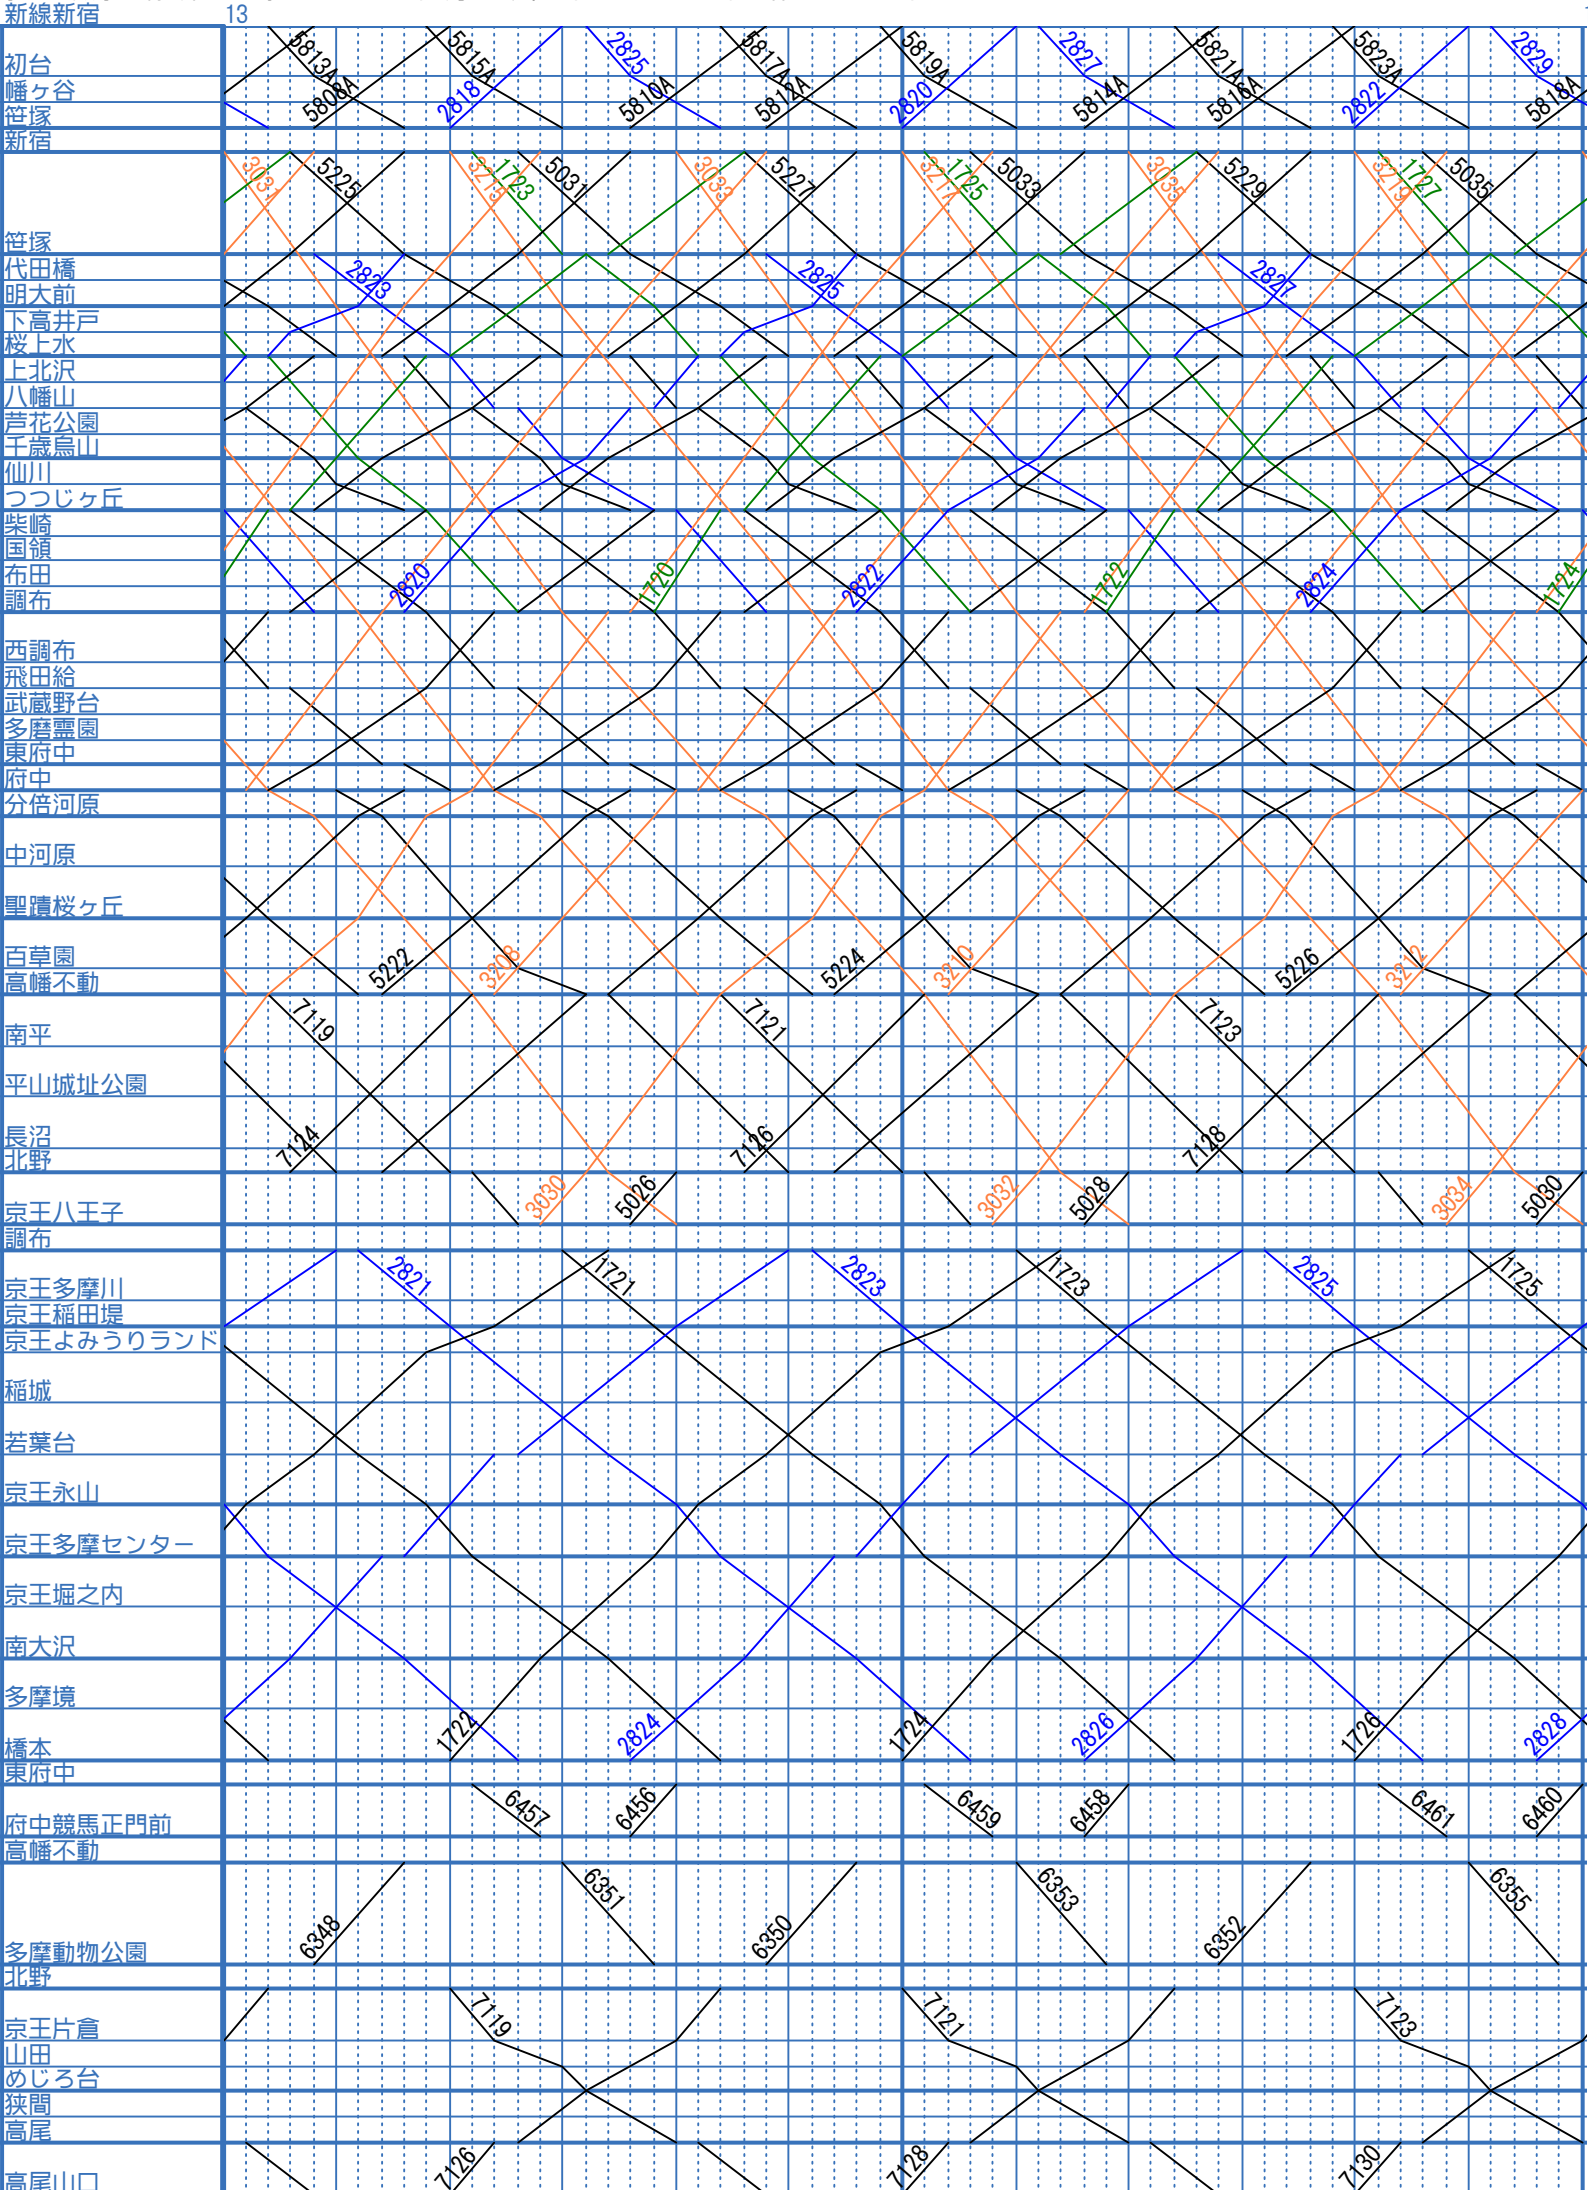 新線新宿 13
5813A 5815A 2825 5817A 5819A 2827 5821A 5823A 2829
初台
幡ヶ谷
5808A 2818 5810A 5812A 2820 5814A 5816A 2822 5818A
笹塚
新宿
3031 5225 3215 1723 5031 3033 5227 3217 1725 5033 3035 5229 3219 1727 5035
笹塚
代田橋
2823 2825 2827
明大前
下高井戸
桜上水
上北沢
八幡山
芦花公園
千歳烏山
仙川
つつじヶ丘
柴崎
国領
布田
2820 1720 2822 1722 2824 1724
調布
西調布
飛田給
武蔵野台
多磨霊園
東府中
府中
分倍河原
中河原
聖蹟桜ヶ丘
百草園
5222 3208 5224 3210 5226 3212
高幡不動
7119 7121 7123
南平
平山城址公園
長沼
7124 7126 7128
北野
3030 5026 3032 5028 3034 5030
京王八王子
調布
2821 1721 2823 1723 2825 1725
京王多摩川
京王稲田堤
京王よみうりランド
稲城
若葉台
京王永山
京王多摩センター
京王堀之内
南大沢
多摩境
1722 2824 1724 2826 1726 2828
橋本
東府中
6457 6456 6459 6458 6461 6460
府中競馬正門前
高幡不動
6351 6353 6355
6348 6350 6352
多摩動物公園
北野
7119 7121 7123
京王片倉
山田
めじろ台
狭間
高尾
7126 7128 7130
高尾山口